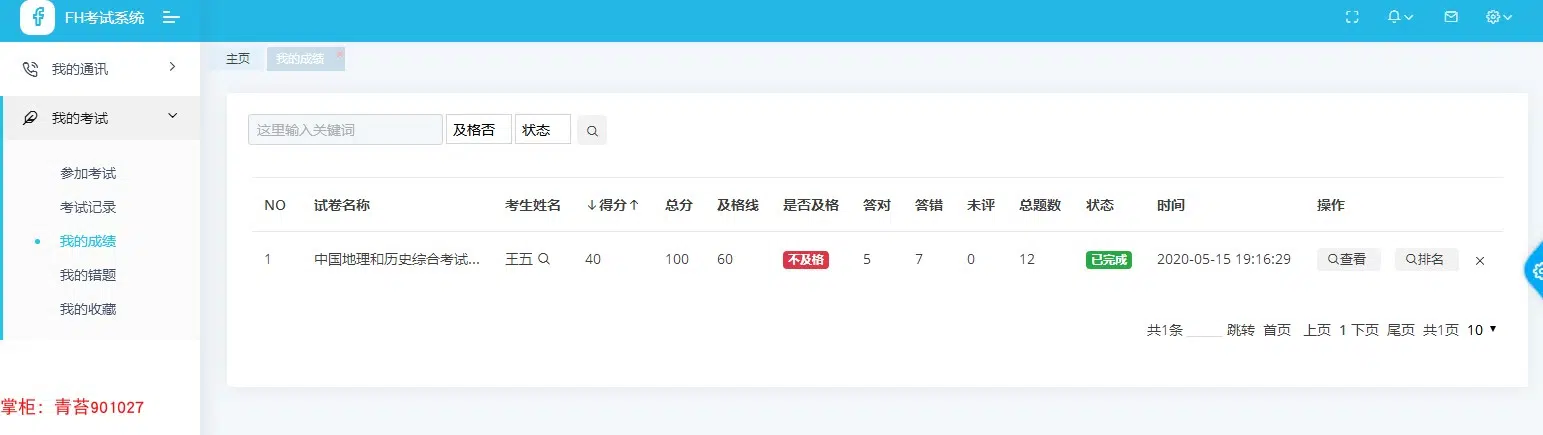 FH考试系统
主页 我的成绩
我的通讯
我的考试
参加考试
考试记录
我的成绩
我的错题
我的收藏
掌柜：青苔901027
这里输入关键词 及格否 状态
NO 试卷名称 考生姓名 ↓得分↑ 总分 及格线 是否及格 答对 答错 未评 总题数 状态 时间 操作
1 中国地理和历史综合考试... 王五 40 100 60 不及格 5 7 0 12 已完成 2020-05-15 19:16:29 查看 排名 ×
共1条 跳转 首页 上页 1 下页 尾页 共1页 10